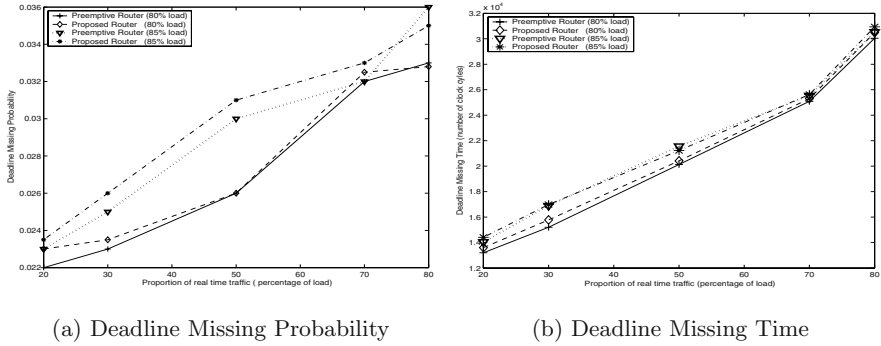 0.036
0.034
0.032
0.03
0.028
0.026
0.024
0.022
Deadline Missing Probability
Preemptive Router (80% load)
Proposed Router (80% load)
Preemptive Router (85% load)
Proposed Router (85% load)
20 30 40 50 60 70 80
Proportion of real time traffic ( percentage of load)
(a) Deadline Missing Probability
x 10⁴
3.2
3
2.8
2.6
2.4
2.2
2
1.8
1.6
1.4
1.2
Deadline Missing Time (number of clock cyles)
Preemptive Router (80% load)
Proposed Router (80% load)
Preemptive Router (85% load)
Proposed Router (85% load)
20 30 40 50 60 70 80
Proportion of real time traffic (percentage of load)
(b) Deadline Missing Time